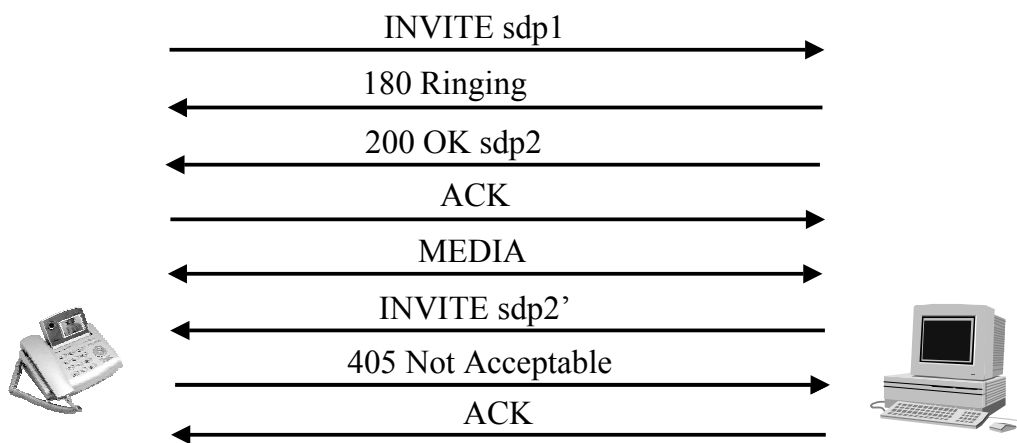 INVITE sdp1
180 Ringing
200 OK sdp2
ACK
MEDIA
INVITE sdp2’
405 Not Acceptable
ACK